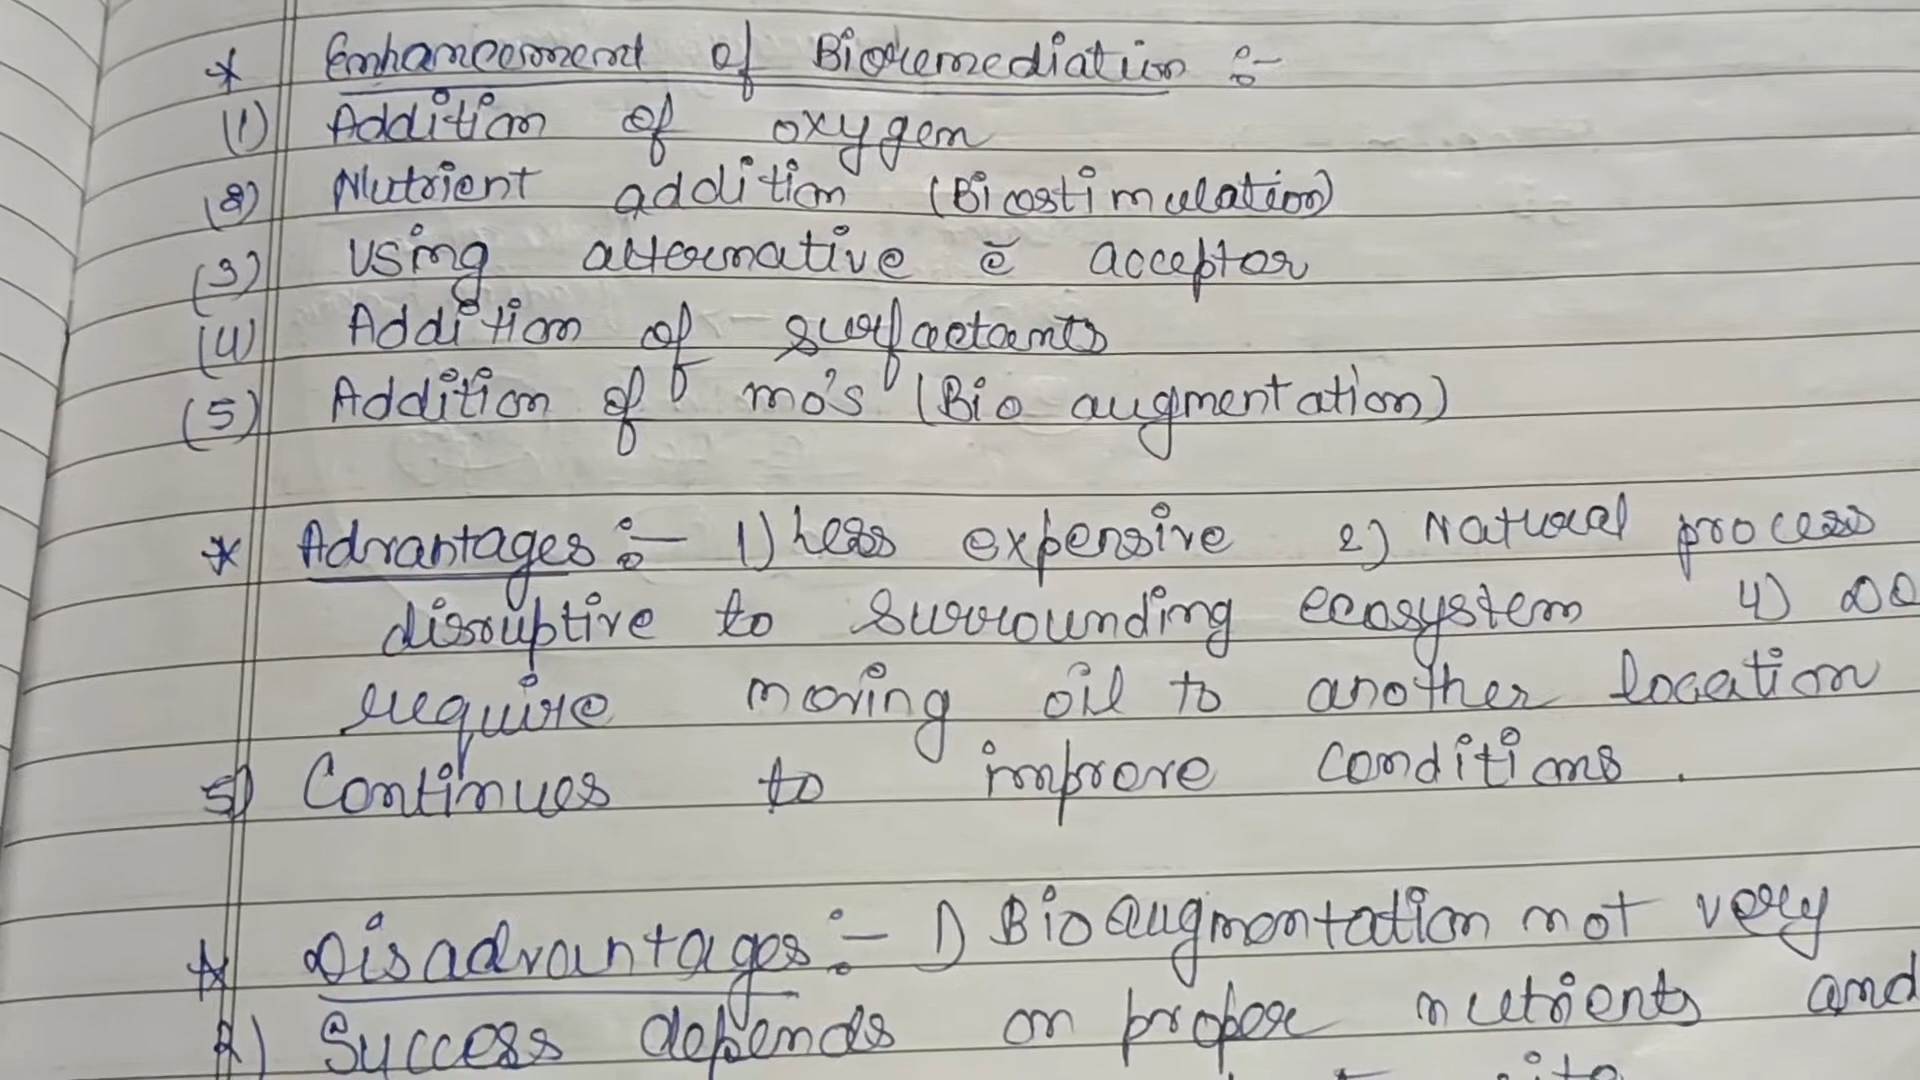 * Enhancement of Bioremediation :-
(1) Addition of oxygen
(2) Nutrient addition (Biostimulation)
(3) Using alternative e̅ acceptor
(4) Addition of surfactants
(5) Addition of mo's (Bio augmentation)
* Advantages :- 1) Less expensive 2) Natural process
disruptive to surrounding ecosystem 4) do
require moving oil to another location
5) Continues to improve conditions.
* Disadvantages :- 1) Bio augmentation not very
2) Success depends on proper nutrients and